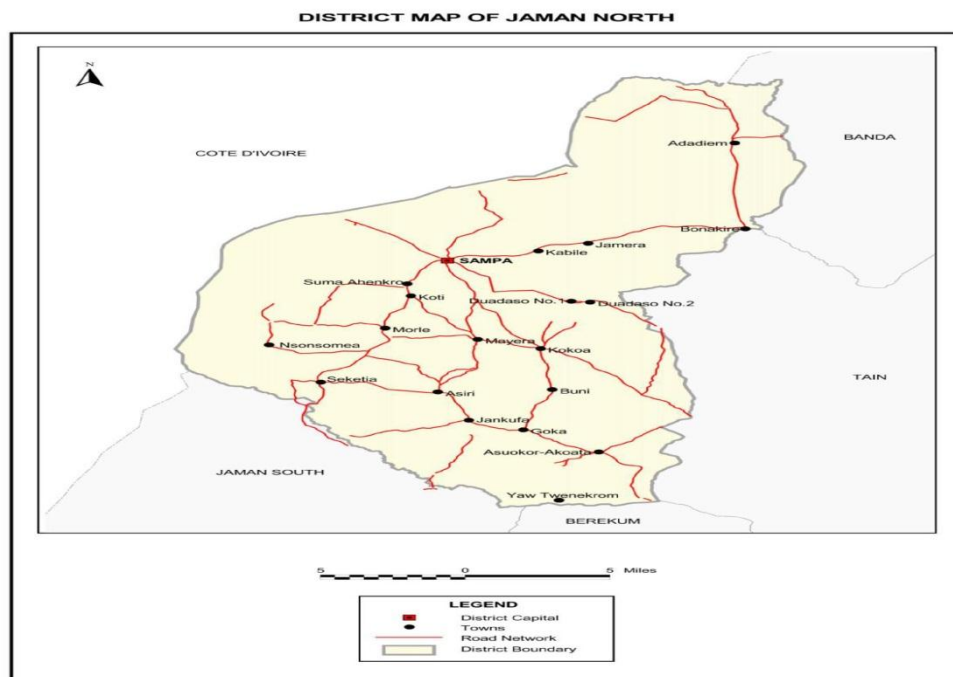 DISTRICT MAP OF JAMAN NORTH
N
COTE D'IVOIRE
BANDA
Adadiem
Bonakire
Jamera
Kabile
SAMPA
Suma Ahenkro
Koti
Duadaso No. 1
Duadaso No.2
Morle
Mayera
Kokoa
Nsonsomea
TAIN
Seketia
Asiri
Buni
Jankufa
Goka
Asuokor-Akoata
JAMAN SOUTH
Yaw Twenekrom
BEREKUM
5 0 5 Miles
LEGEND
District Capital
Towns
Road Network
District Boundary